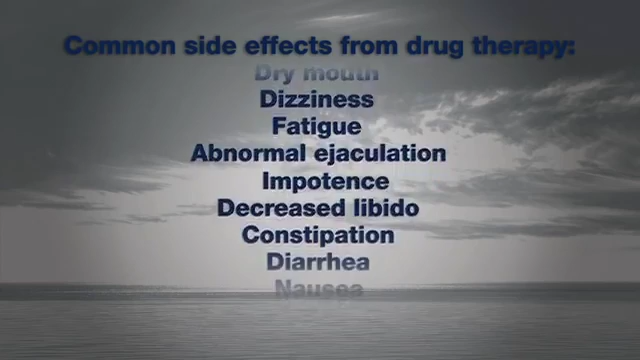 Common side effects from drug therapy:
Dry mouth
Dizziness
Fatigue
Abnormal ejaculation
Impotence
Decreased libido
Constipation
Diarrhea
Nausea